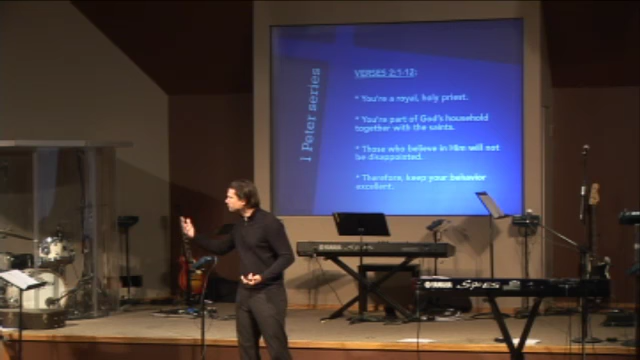 1 Peter series
VERSES 2:1-12:
* You're a royal, holy priest.
* You're part of God's household
together with the saints.
* Those who believe in Him will not
be disappointed.
* Therefore, keep your behavior
excellent.
YAMAHA
YAMAHA